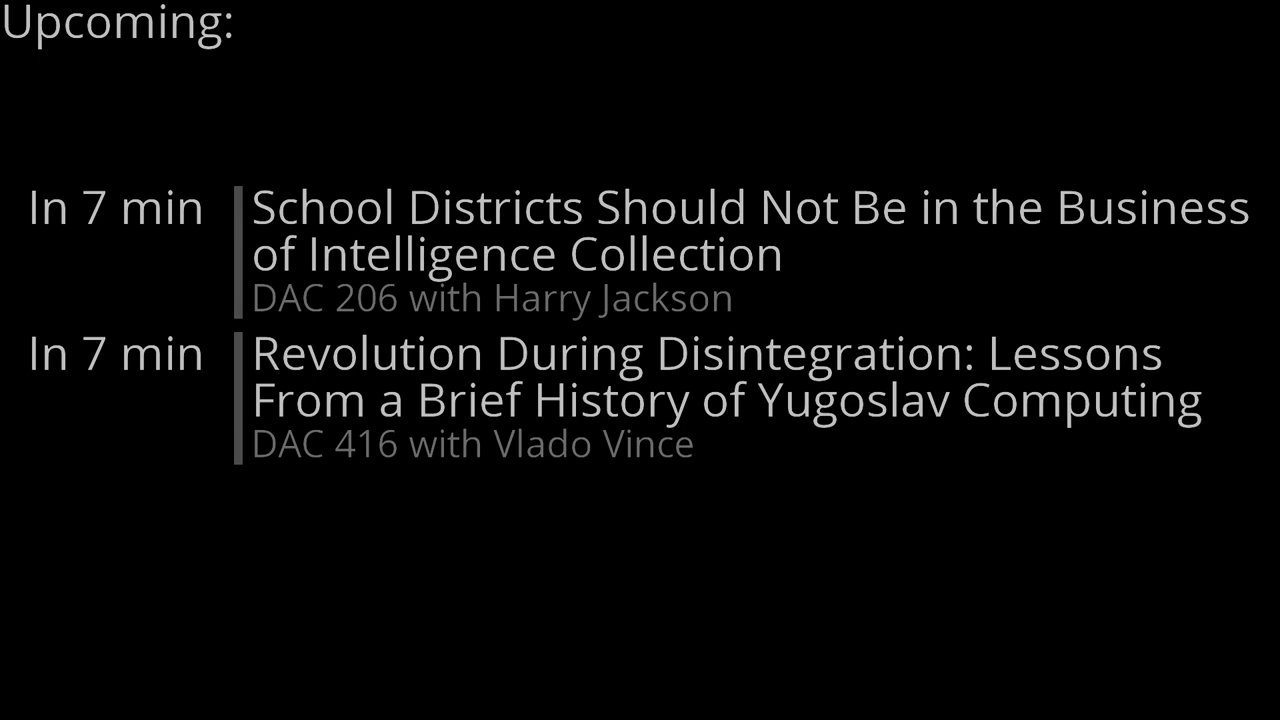 Upcoming:
In 7 min
School Districts Should Not Be in the Business
of Intelligence Collection
DAC 206 with Harry Jackson
In 7 min
Revolution During Disintegration: Lessons
From a Brief History of Yugoslav Computing
DAC 416 with Vlado Vince